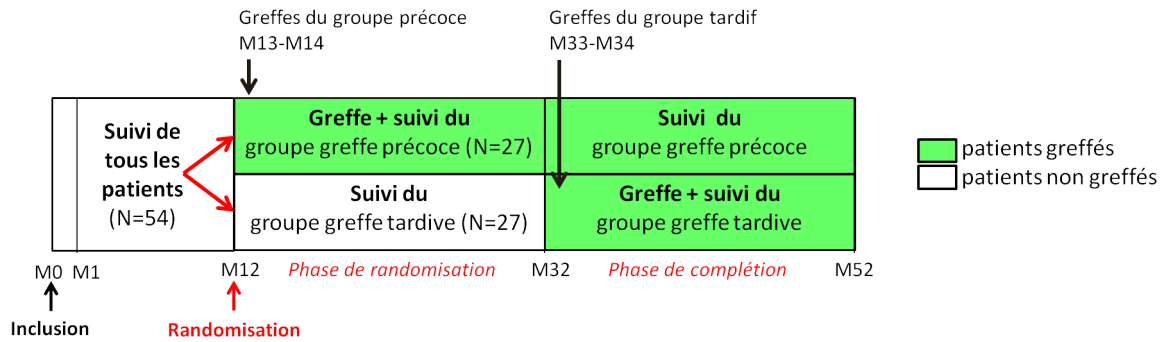 Greffes du groupe précoce
M13-M14
Greffes du groupe tardif
M33-M34
Suivi de
tous les
patients
(N=54)
Greffe + suivi du
groupe greffe précoce (N=27)
Suivi du
groupe greffe précoce
Suivi du
groupe greffe tardive (N=27)
Greffe + suivi du
groupe greffe tardive
patients greffés
patients non greffés
M0 M1 M12 Phase de randomisation M32 Phase de complétion M52
Inclusion
Randomisation